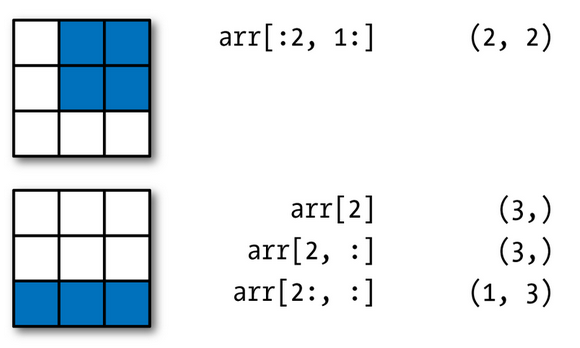 arr[:2, 1:] (2, 2)
arr[2] (3,)
arr[2, :] (3,)
arr[2:, :] (1, 3)